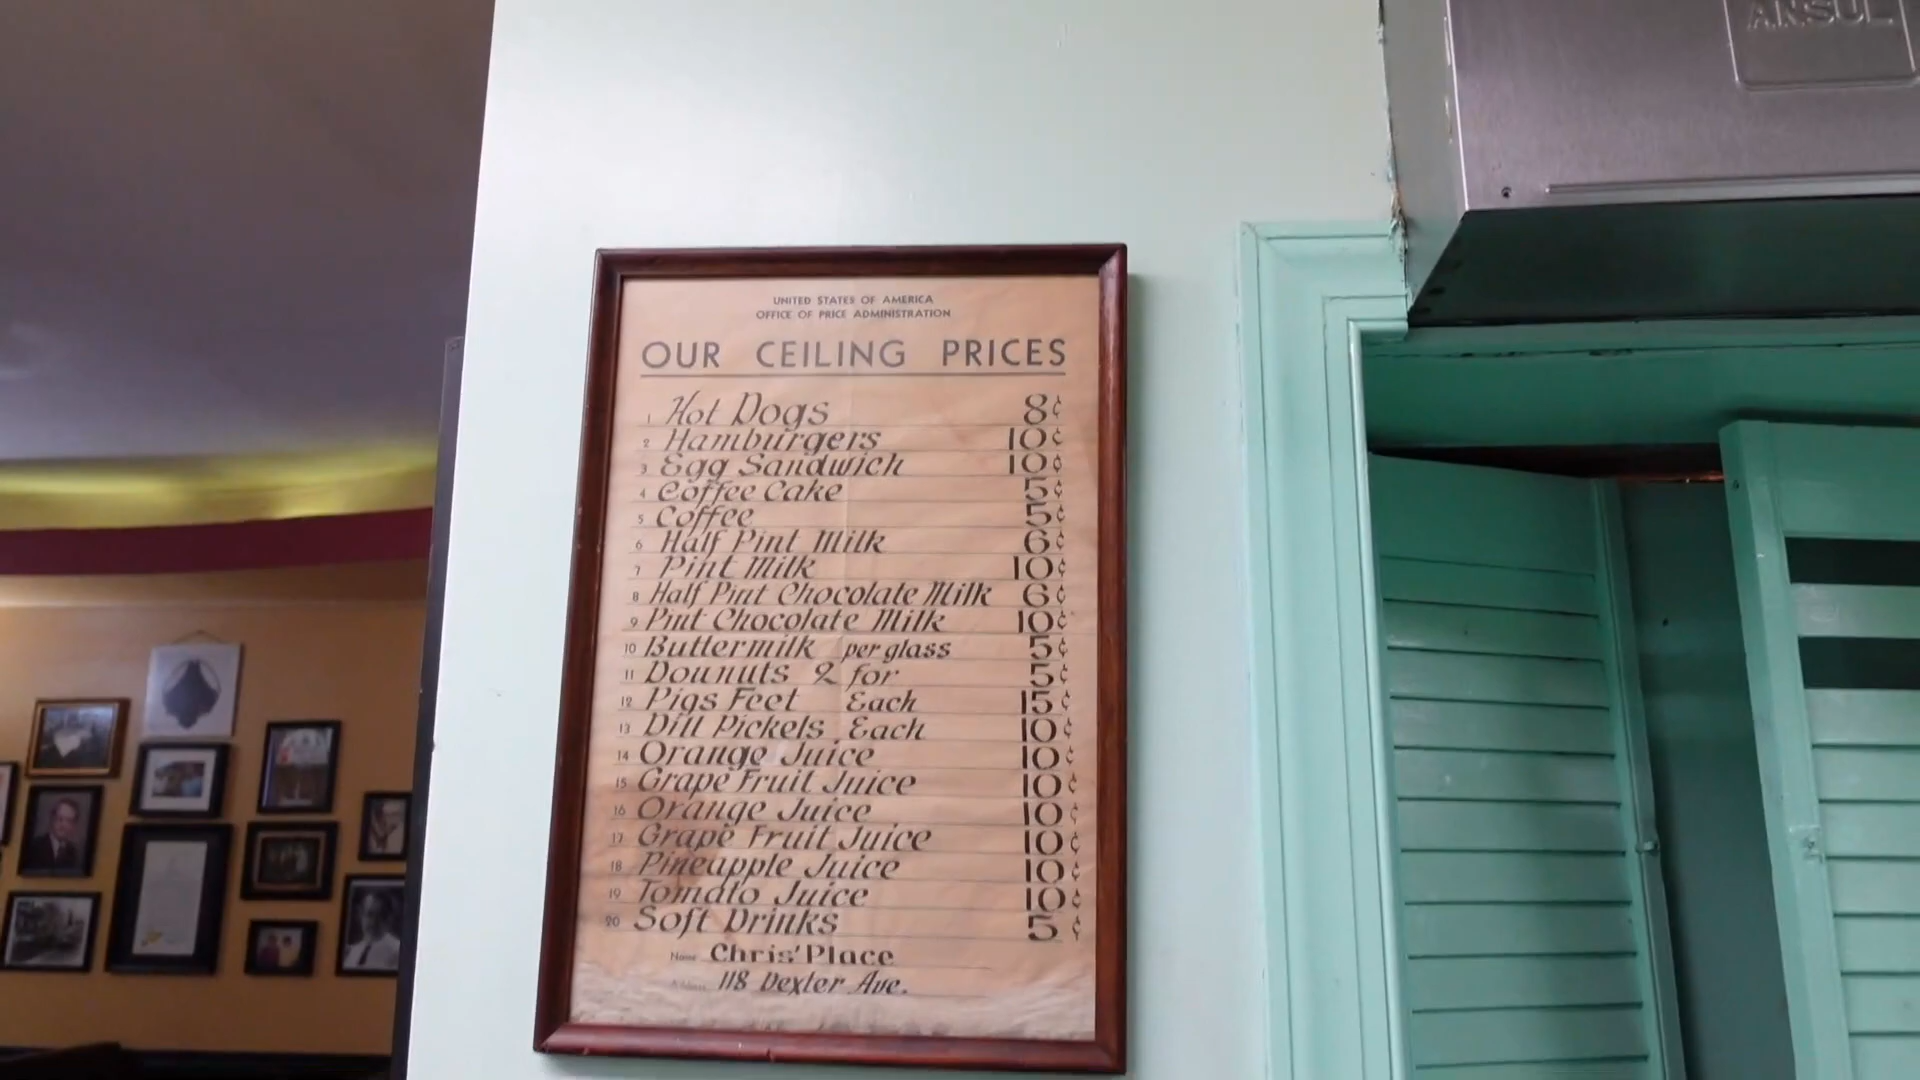 ANSUL
UNITED STATES OF AMERICA
OFFICE OF PRICE ADMINISTRATION
OUR CEILING PRICES
1 Hot Dogs 8¢
2 Hamburgers 10¢
3 Egg Sandwich 10¢
4 Coffee Cake 5¢
5 Coffee 5¢
6 Half Pint Milk 6¢
7 Pint Milk 10¢
8 Half Pint Chocolate Milk 6¢
9 Pint Chocolate Milk 10¢
10 Buttermilk per glass 5¢
11 Dounuts 2 for 5¢
12 Pigs Feet Each 15¢
13 Dill Pickels Each 10¢
14 Orange Juice 10¢
15 Grape Fruit Juice 10¢
16 Orange Juice 10¢
17 Grape Fruit Juice 10¢
18 Pineapple Juice 10¢
19 Tomato Juice 10¢
20 Soft Drinks 5¢
Name Chris' Place
Address 118 Dexter Ave.